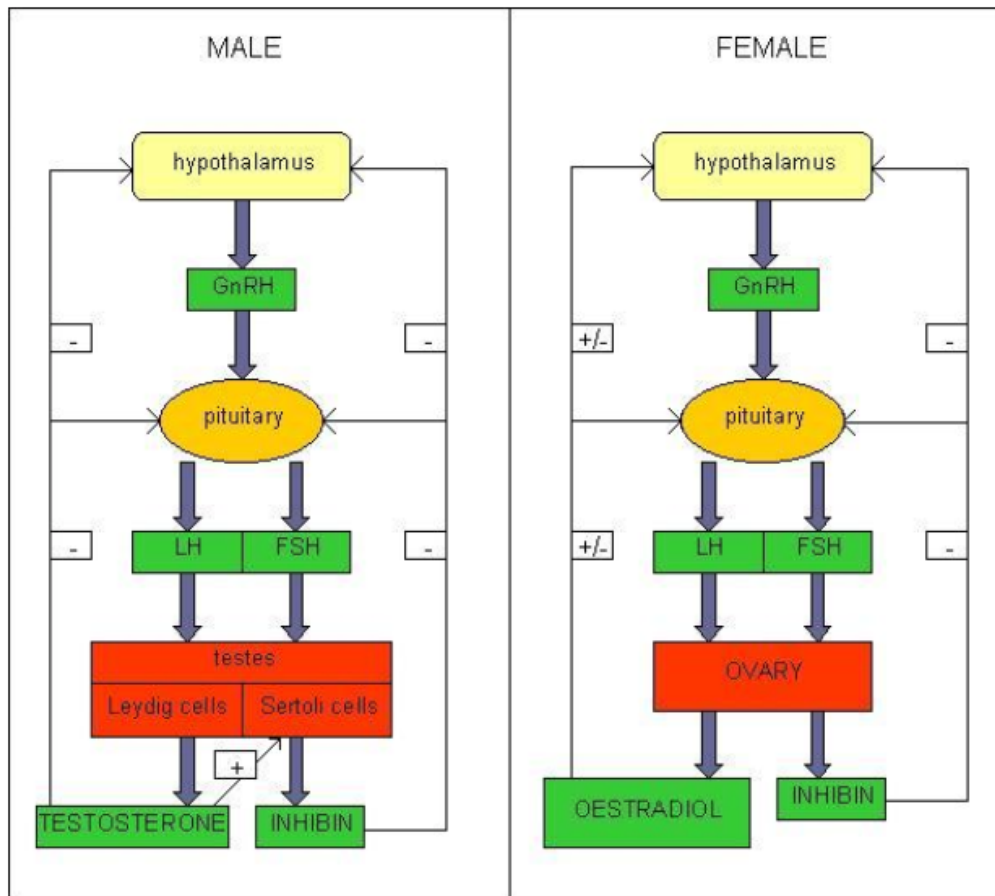 MALE
hypothalamus
GnRH
-
-
pituitary
-
LH
FSH
-
testes
Leydig cells
Sertoli cells
+
TESTOSTERONE
INHIBIN
FEMALE
hypothalamus
GnRH
+/-
-
pituitary
+/-
LH
FSH
-
OVARY
OESTRADIOL
INHIBIN